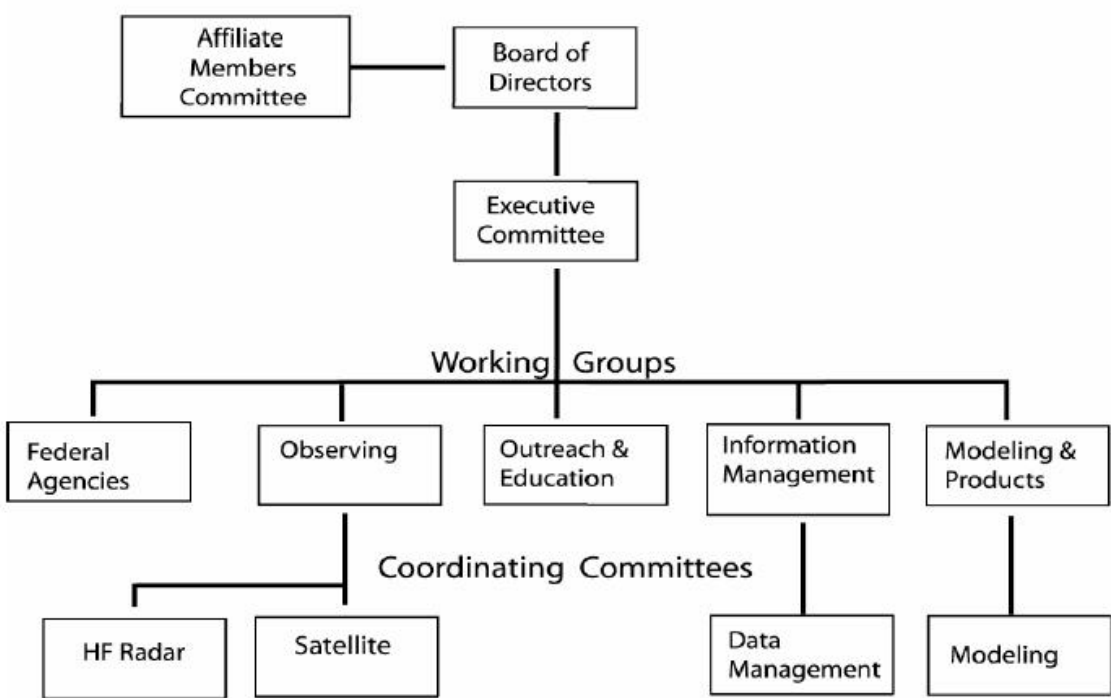 Affiliate
Members
Committee
Board of
Directors
Executive
Committee
Working Groups
Federal
Agencies
Observing
Outreach &
Education
Information
Management
Modeling &
Products
Coordinating Committees
HF Radar
Satellite
Data
Management
Modeling